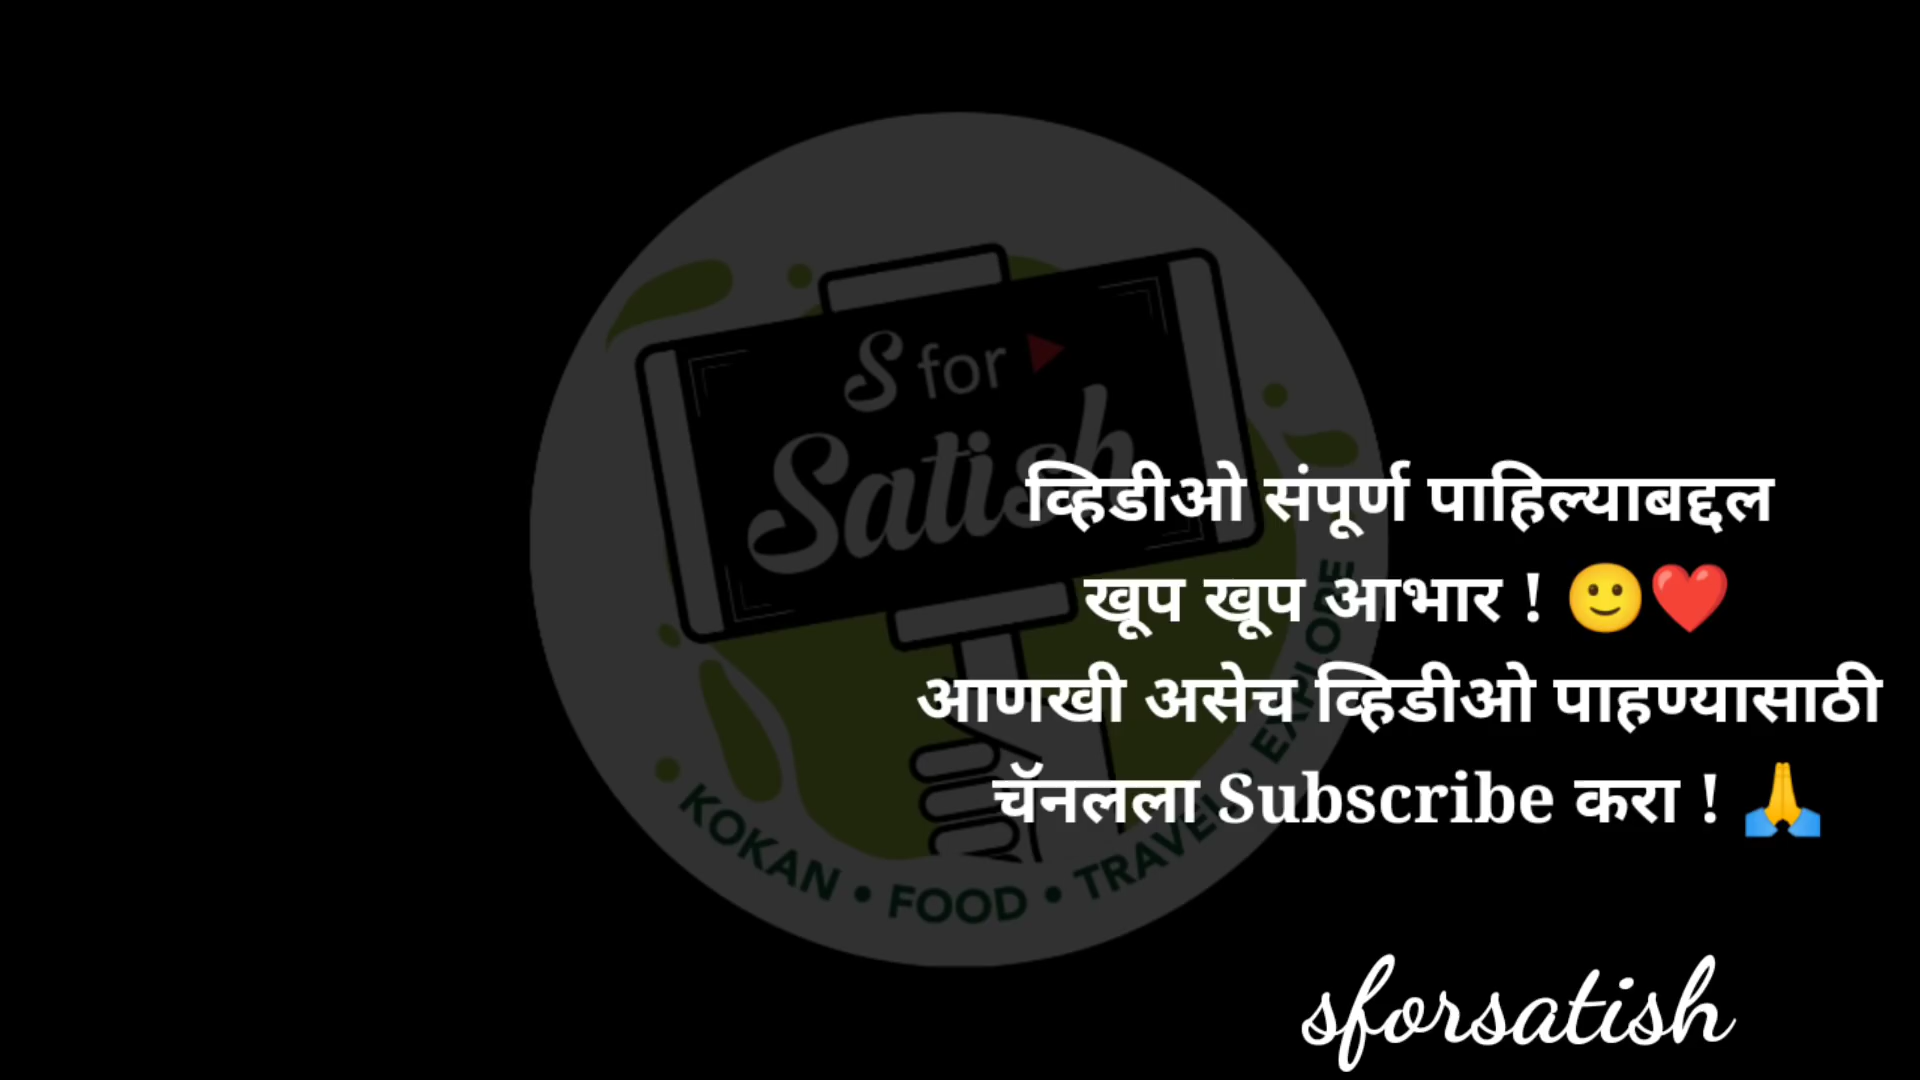 S for
Satish
व्हिडीओ संपूर्ण पाहिल्याबद्दल
खूप खूप आभार ! 🙂❤️
आणखी असेच व्हिडीओ पाहण्यासाठी
चॅनलला Subscribe करा ! 🙏
KOKAN • FOOD • TRAVEL • EXPLORE
sforsatish